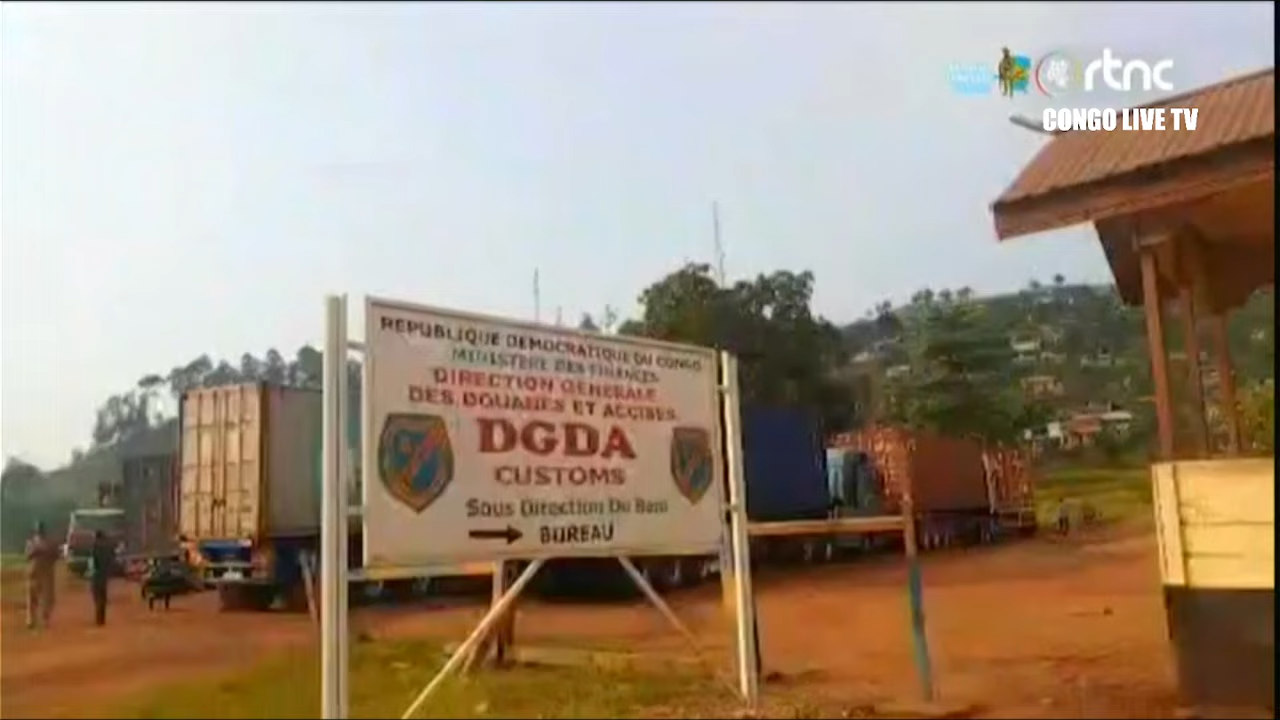 rtnc
CONGO LIVE TV
REPUBLIQUE DEMOCRATIQUE DU CONGO
MINISTERE DES FINANCES
DIRECTION GENERALE
DES DOUANES ET ACCISES
DGDA
CUSTOMS
Sous Direction Du
BUREAU